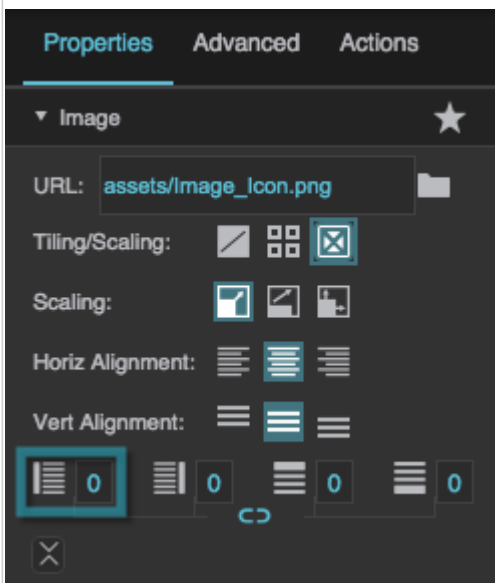 Properties Advanced Actions
Image
URL: assets/Image_Icon.png
Tiling/Scaling:
Scaling:
Horiz Alignment:
Vert Alignment:
0 0 0 0